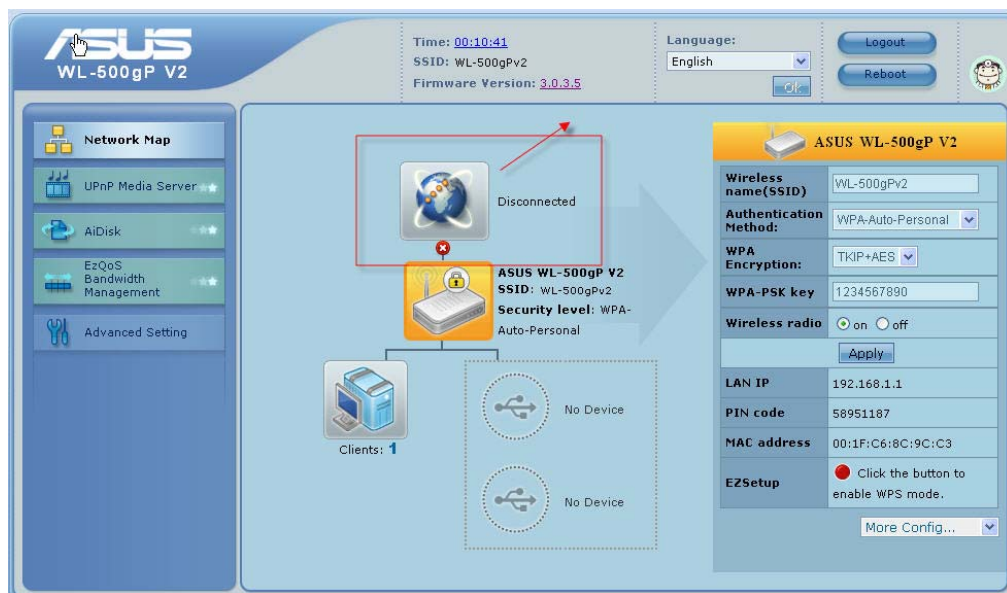 ASUS
WL-500gP V2
Time: 00:10:41
SSID: WL-500gPv2
Firmware Version: 3.0.3.5
Language:
English
OK
Logout
Reboot
Network Map
UPnP Media Server
AiDisk
EzQoS
Bandwidth
Management
Advanced Setting
Disconnected
ASUS WL-500gP V2
SSID: WL-500gPv2
Security level: WPA-
Auto-Personal
Clients: 1
No Device
No Device
ASUS WL-500gP V2
Wireless
name(SSID)
WL-500gPv2
Authentication
Method:
WPA-Auto-Personal
WPA
Encryption:
TKIP+AES
WPA-PSK key
1234567890
Wireless radio
on off
Apply
LAN IP
192.168.1.1
PIN code
58951187
MAC address
00:1F:C6:8C:9C:C3
EZSetup
Click the button to
enable WPS mode.
More Config...